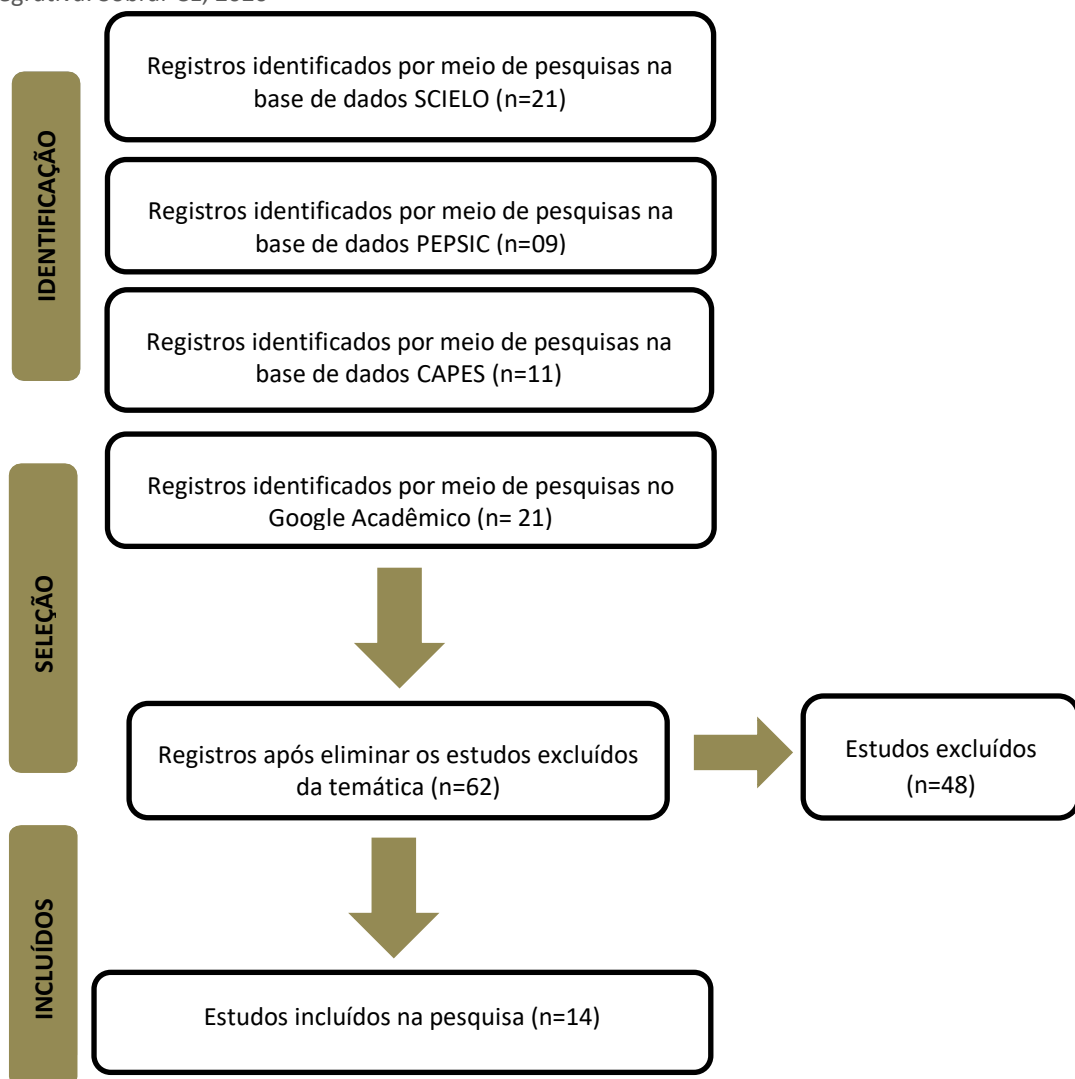 IDENTIFICAÇÃO
Registros identificados por meio de pesquisas na
base de dados SCIELO (n=21)
Registros identificados por meio de pesquisas na
base de dados PEPSIC (n=09)
Registros identificados por meio de pesquisas na
base de dados CAPES (n=11)
SELEÇÃO
Registros identificados por meio de pesquisas no
Google Acadêmico (n= 21)
Registros após eliminar os estudos excluídos
da temática (n=62)
Estudos excluídos
(n=48)
INCLUÍDOS
Estudos incluídos na pesquisa (n=14)